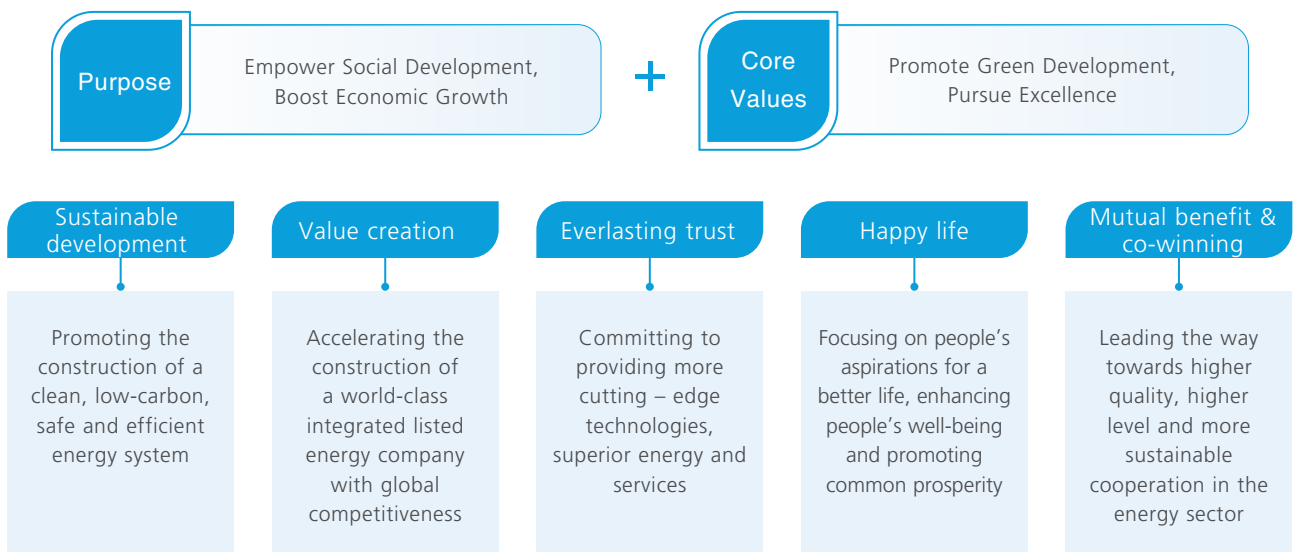 Purpose
Empower Social Development,
Boost Economic Growth
+
Core
Values
Promote Green Development,
Pursue Excellence
Sustainable
development
Promoting the
construction of a
clean, low-carbon,
safe and efficient
energy system
Value creation
Accelerating the
construction of
a world-class
integrated listed
energy company
with global
competitiveness
Everlasting trust
Committing to
providing more
cutting – edge
technologies,
superior energy and
services
Happy life
Focusing on people’s
aspirations for a
better life, enhancing
people’s well-being
and promoting
common prosperity
Mutual benefit &
co-winning
Leading the way
towards higher
quality, higher
level and more
sustainable
cooperation in the
energy sector